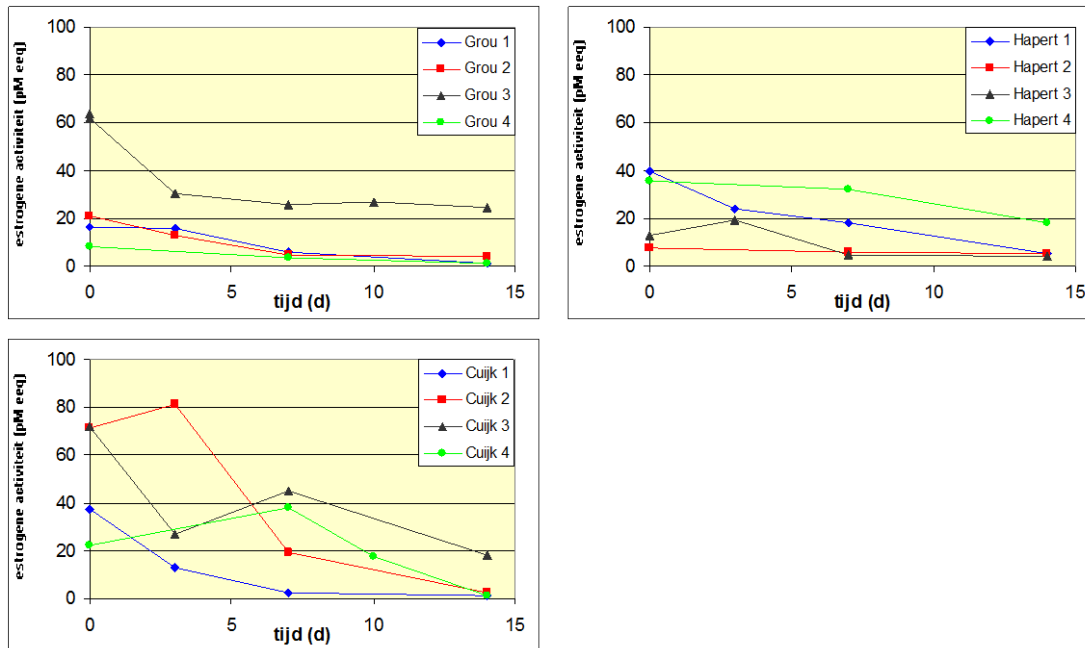 estrogene activiteit (pM eeq)
100
80
60
40
20
0
Grou 1
Grou 2
Grou 3
Grou 4
0 5 10 15
tijd (d)
estrogene activiteit (pM eeq)
100
80
60
40
20
0
Hapert 1
Hapert 2
Hapert 3
Hapert 4
0 5 10 15
tijd (d)
estrogene activiteit (pM eeq)
100
80
60
40
20
0
Cuijk 1
Cuijk 2
Cuijk 3
Cuijk 4
0 5 10 15
tijd (d)